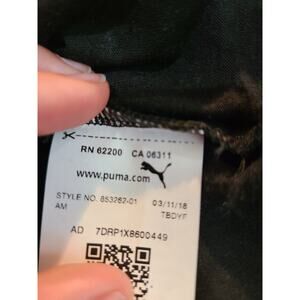 RN 62200 CA 06311
www.puma.com
STYLE NO. 853262-01 03/11/18
AM TBDYF
AD 7DRP1X8600449